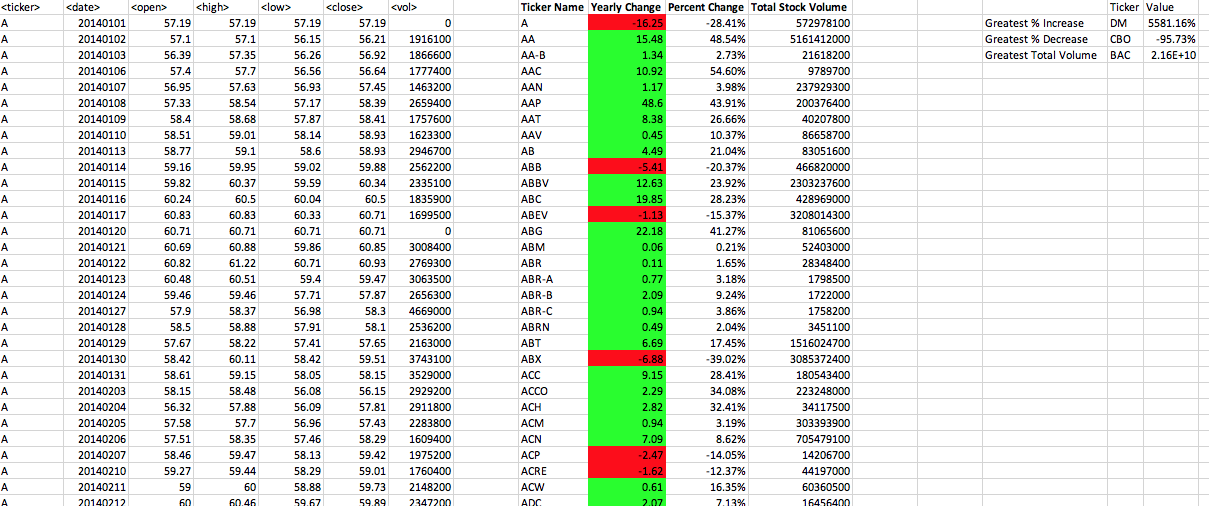 <ticker> <date> <open> <high> <low> <close> <vol> Ticker Name Yearly Change Percent Change Total Stock Volume Ticker Value
A 20140101 57.19 57.19 57.19 57.19 0 A -16.25 -28.41% 572978100 Greatest % Increase DM 5581.16%
A 20140102 57.1 57.1 56.15 56.21 1916100 AA 15.48 48.54% 5161412000 Greatest % Decrease CBO -95.73%
A 20140103 56.39 57.35 56.26 56.92 1866600 AA-B 1.34 2.73% 21618200 Greatest Total Volume BAC 2.16E+10
A 20140106 57.4 57.7 56.56 56.64 1777400 AAC 10.92 54.60% 9789700
A 20140107 56.95 57.63 56.93 57.45 1463200 AAN 1.17 3.98% 237929300
A 20140108 57.33 58.54 57.17 58.39 2659400 AAP 48.6 43.91% 200376400
A 20140109 58.4 58.68 57.87 58.41 1757600 AAT 8.38 26.66% 40207800
A 20140110 58.51 59.01 58.14 58.93 1623300 AAV 0.45 10.37% 86658700
A 20140113 58.77 59.1 58.6 58.93 2946700 AB 4.49 21.04% 83051600
A 20140114 59.16 59.95 59.02 59.88 2562200 ABB -5.41 -20.37% 466820000
A 20140115 59.82 60.37 59.59 60.34 2335100 ABBV 12.63 23.92% 2303237600
A 20140116 60.24 60.5 60.04 60.5 1835900 ABC 19.85 28.23% 428969000
A 20140117 60.83 60.83 60.33 60.71 1699500 ABEV -1.13 -15.37% 3208014300
A 20140120 60.71 60.71 60.71 60.71 0 ABG 22.18 41.27% 81065600
A 20140121 60.69 60.88 59.86 60.85 3008400 ABM 0.06 0.21% 52403000
A 20140122 60.82 61.22 60.71 60.93 2769300 ABR 0.11 1.65% 28348400
A 20140123 60.48 60.51 59.4 59.47 3063500 ABR-A 0.77 3.18% 1798500
A 20140124 59.46 59.46 57.71 57.87 2656300 ABR-B 2.09 9.24% 1722000
A 20140127 57.9 58.37 56.98 58.3 4669000 ABR-C 0.94 3.86% 1758200
A 20140128 58.5 58.88 57.91 58.1 2536200 ABRN 0.49 2.04% 3451100
A 20140129 57.67 58.22 57.41 57.65 2163000 ABT 6.69 17.45% 1516024700
A 20140130 58.42 60.11 58.42 59.51 3743100 ABX -6.88 -39.02% 3085372400
A 20140131 58.61 59.15 58.05 58.15 3529000 ACC 9.15 28.41% 180543400
A 20140203 58.15 58.48 56.08 56.15 2929200 ACCO 2.29 34.08% 223248000
A 20140204 56.32 57.88 56.09 57.81 2911800 ACH 2.82 32.41% 34117500
A 20140205 57.58 57.7 56.96 57.43 2283800 ACM 0.94 3.19% 303393900
A 20140206 57.51 58.35 57.46 58.29 1609400 ACN 7.09 8.62% 705479100
A 20140207 58.46 59.47 58.13 59.42 1975200 ACP -2.47 -14.05% 14206700
A 20140210 59.27 59.44 58.29 59.01 1760400 ACRE -1.62 -12.37% 44197000
A 20140211 59 60 58.88 59.73 2148200 ACW 0.61 16.35% 60360500
A 20140212 60 60.46 59.67 59.89 2347200 ADC 2.07 7.13% 16456400